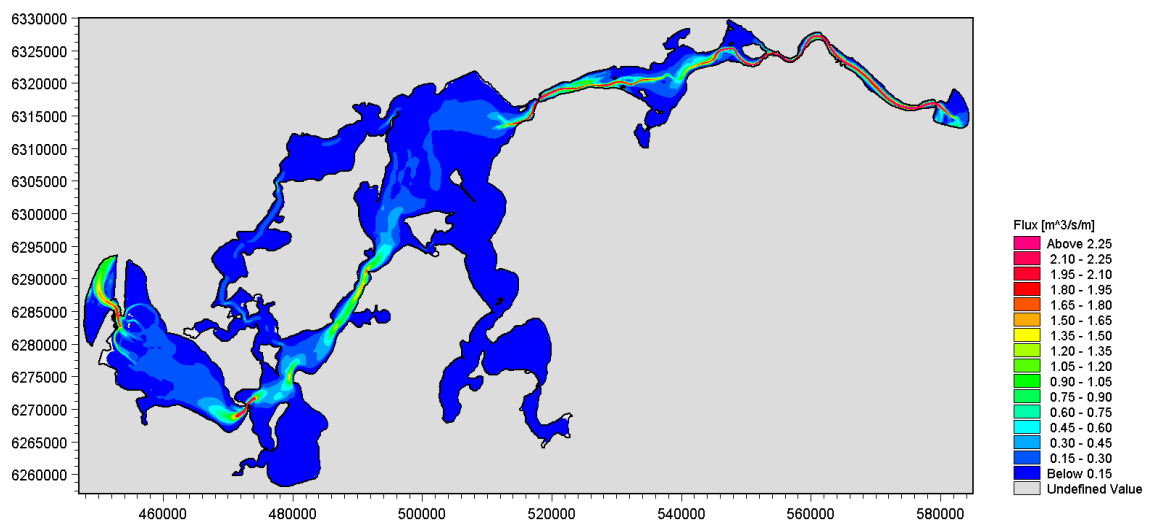 6330000
6325000
6320000
6315000
6310000
6305000
6300000
6295000
6290000
6285000
6280000
6275000
6270000
6265000
6260000
460000 480000 500000 520000 540000 560000 580000
Flux [m^3/s/m]
Above 2.25
2.10 - 2.25
1.95 - 2.10
1.80 - 1.95
1.65 - 1.80
1.50 - 1.65
1.35 - 1.50
1.20 - 1.35
1.05 - 1.20
0.90 - 1.05
0.75 - 0.90
0.60 - 0.75
0.45 - 0.60
0.30 - 0.45
0.15 - 0.30
Below 0.15
Undefined Value